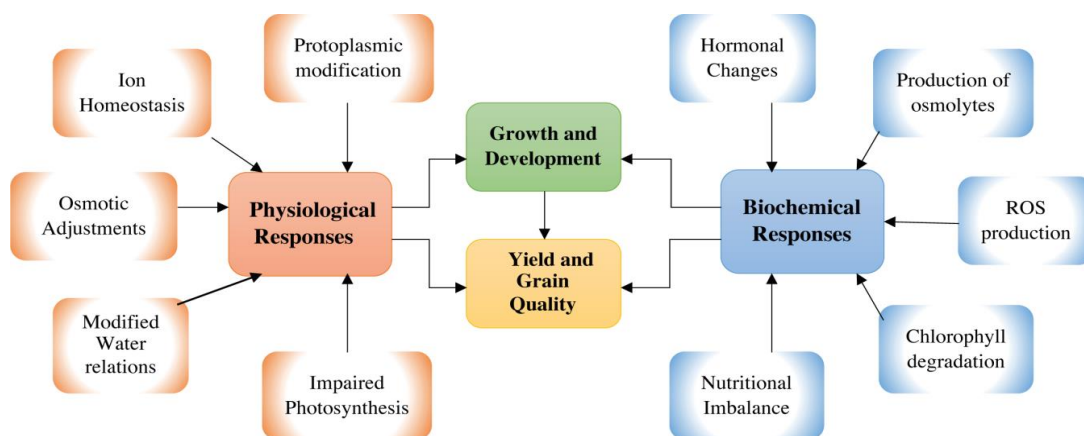 Protoplasmic
modification
Hormonal
Changes
Ion
Homeostasis
Production of
osmolytes
Growth and
Development
Osmotic
Adjustments
Physiological
Responses
Biochemical
Responses
ROS
production
Yield and
Grain
Quality
Modified
Water
relations
Chlorophyll
degradation
Impaired
Photosynthesis
Nutritional
Imbalance